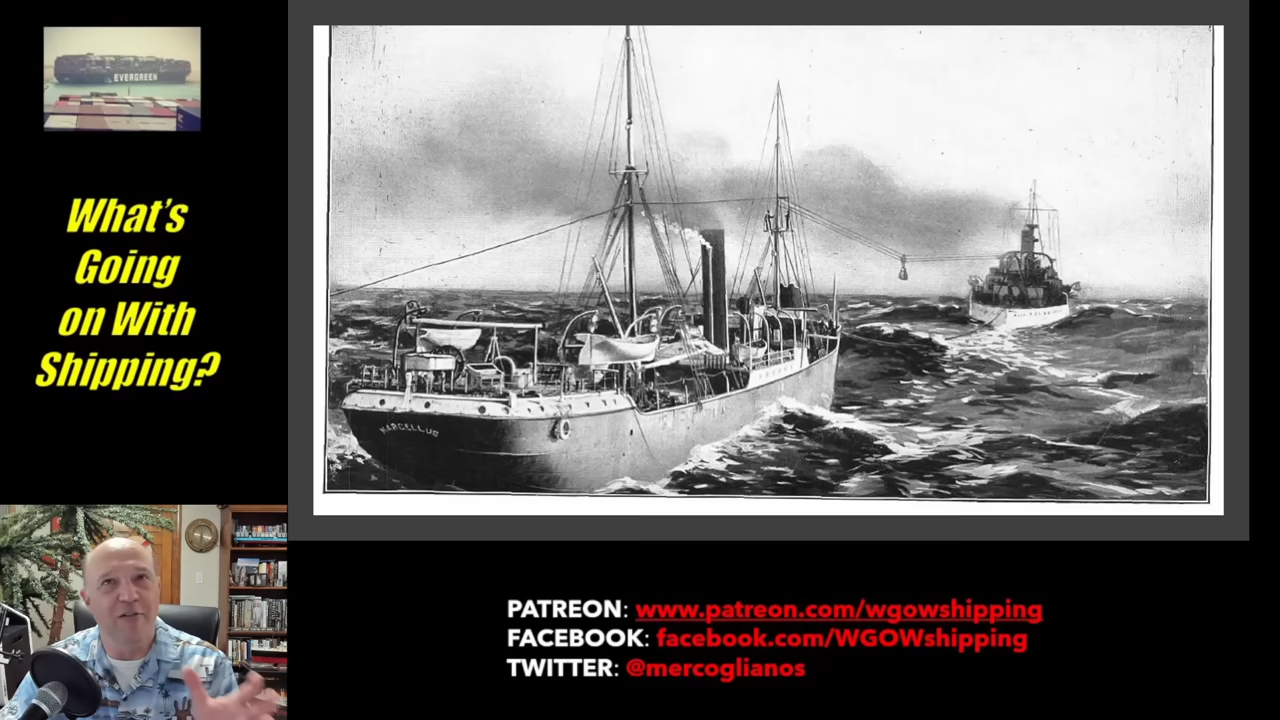 EVERGREEN
What's
Going
on With
Shipping?
MARCELLUS
PATREON: www.patreon.com/wgowshipping
FACEBOOK: facebook.com/WGOWshipping
TWITTER: @mercoglianos